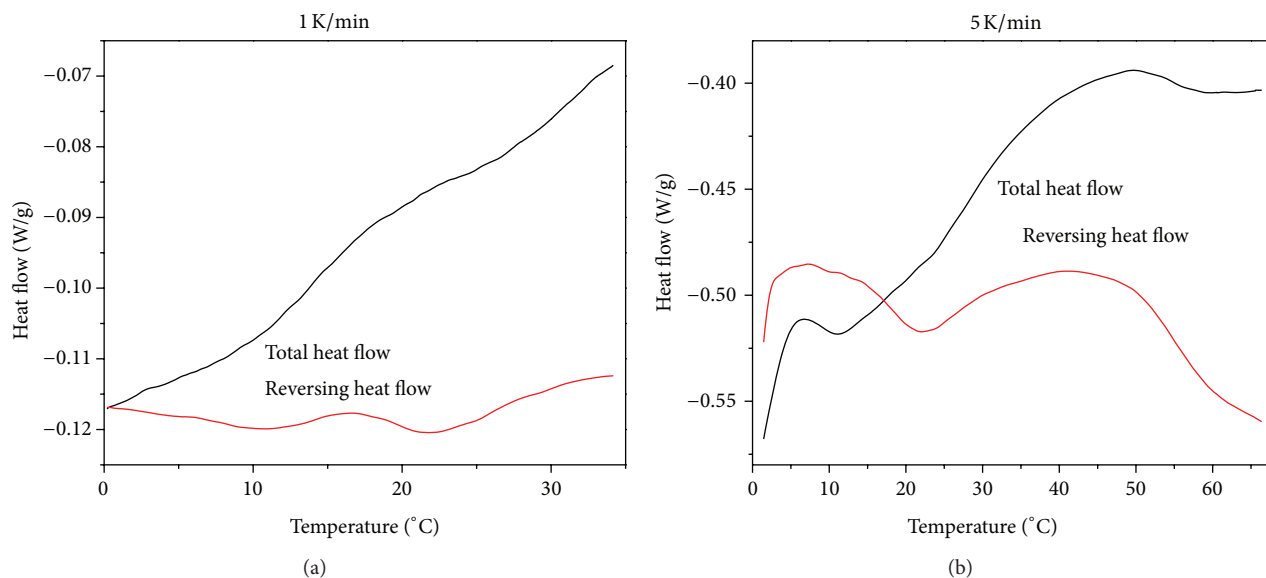 1 K/min
−0.07
−0.08
−0.09
−0.10
−0.11
−0.12
Heat flow (W/g)
Total heat flow
Reversing heat flow
0
10
20
30
Temperature (°C)
(a)
5 K/min
−0.40
−0.45
−0.50
−0.55
Heat flow (W/g)
Total heat flow
Reversing heat flow
0
10
20
30
40
50
60
Temperature (°C)
(b)